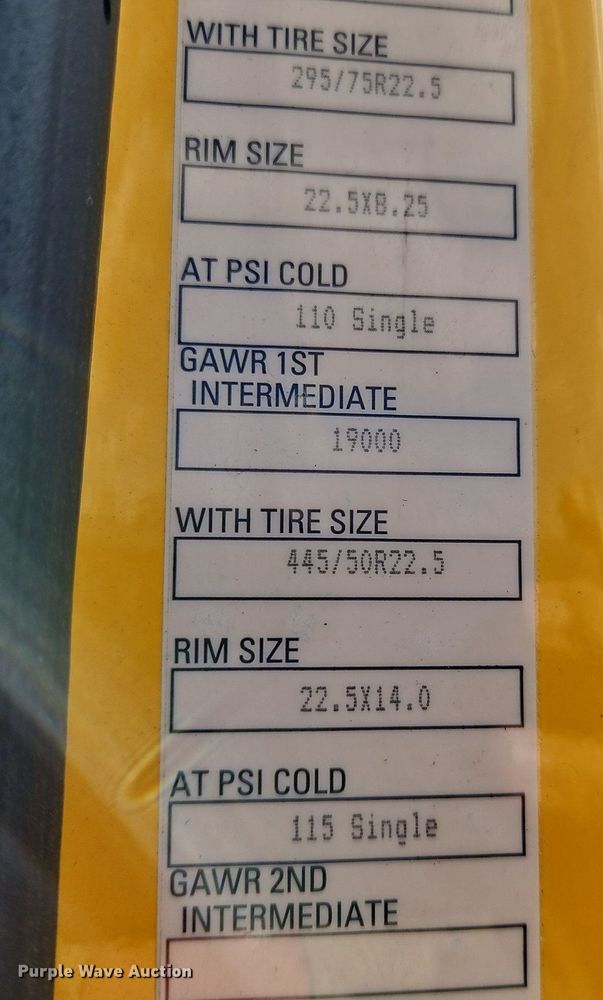 WITH TIRE SIZE
295/75R22.5
RIM SIZE
22.5X8.25
AT PSI COLD
110 Single
GAWR 1ST
INTERMEDIATE
19000
WITH TIRE SIZE
445/50R22.5
RIM SIZE
22.5X14.0
AT PSI COLD
115 Single
GAWR 2ND
INTERMEDIATE
Purple Wave Auction